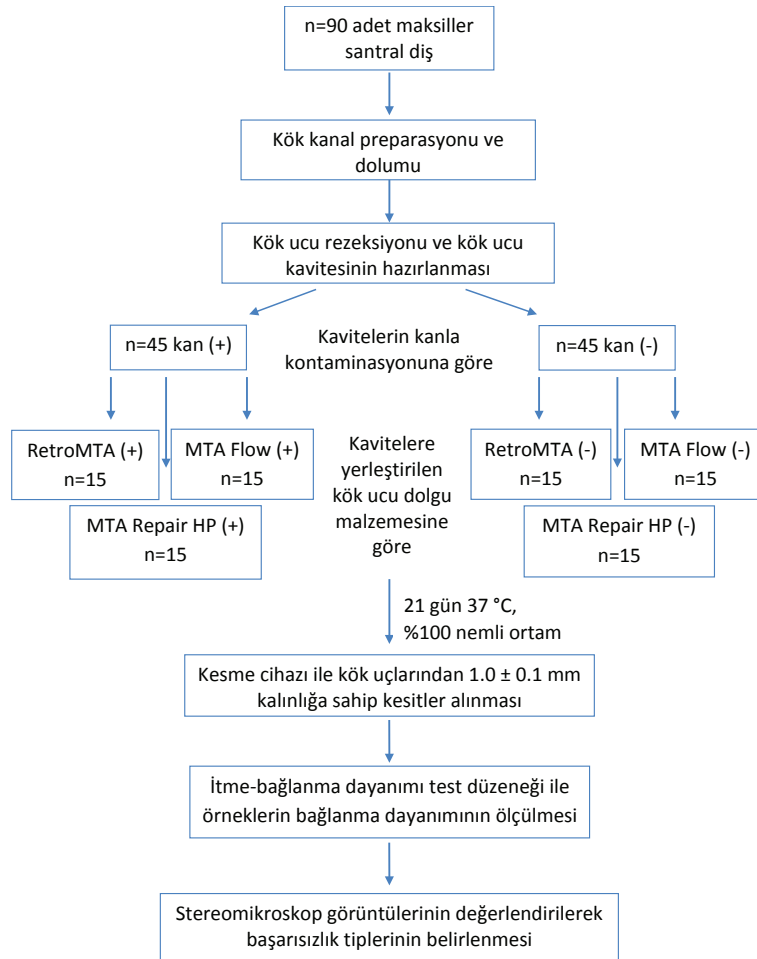 n=90 adet maksiller
santral diş
Kök kanal preparasyonu ve
dolumu
Kök ucu rezeksiyonu ve kök ucu
kavitesinin hazırlanması
n=45 kan (+)
Kavitelerin kanla
kontaminasyonuna göre
n=45 kan (-)
RetroMTA (+)
n=15
MTA Flow (+)
n=15
MTA Repair HP (+)
n=15
Kavitelere
yerleştirilen
kök ucu dolgu
malzemesine
göre
RetroMTA (-)
n=15
MTA Flow (-)
n=15
MTA Repair HP (-)
n=15
21 gün 37 °C,
%100 nemli ortam
Kesme cihazı ile kök uçlarından 1.0 ± 0.1 mm
kalınlığa sahip kesitler alınması
İtme-bağlanma dayanımı test düzeneği ile
örneklerin bağlanma dayanımının ölçülmesi
Stereomikroskop görüntülerinin değerlendirilerek
başarısızlık tiplerinin belirlenmesi